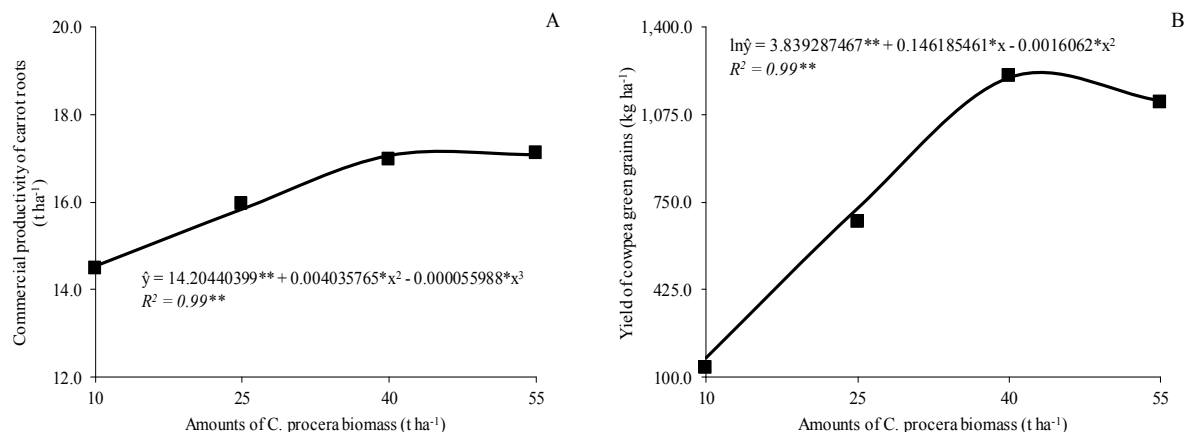 A
Commercial productivity of carrot roots
(t ha⁻¹)
20.0
18.0
16.0
14.0
12.0
ŷ = 14.20440399** + 0.004035765*x² - 0.000055988*x³
R² = 0.99**
10
25
40
55
Amounts of C. procera biomass (t ha⁻¹)
B
Yield of cowpea green grains (kg ha⁻¹)
1,400.0
1,075.0
750.0
425.0
100.0
lnŷ = 3.839287467** + 0.146185461*x - 0.0016062*x²
R² = 0.99**
10
25
40
55
Amounts of C. procera biomass (t ha⁻¹)